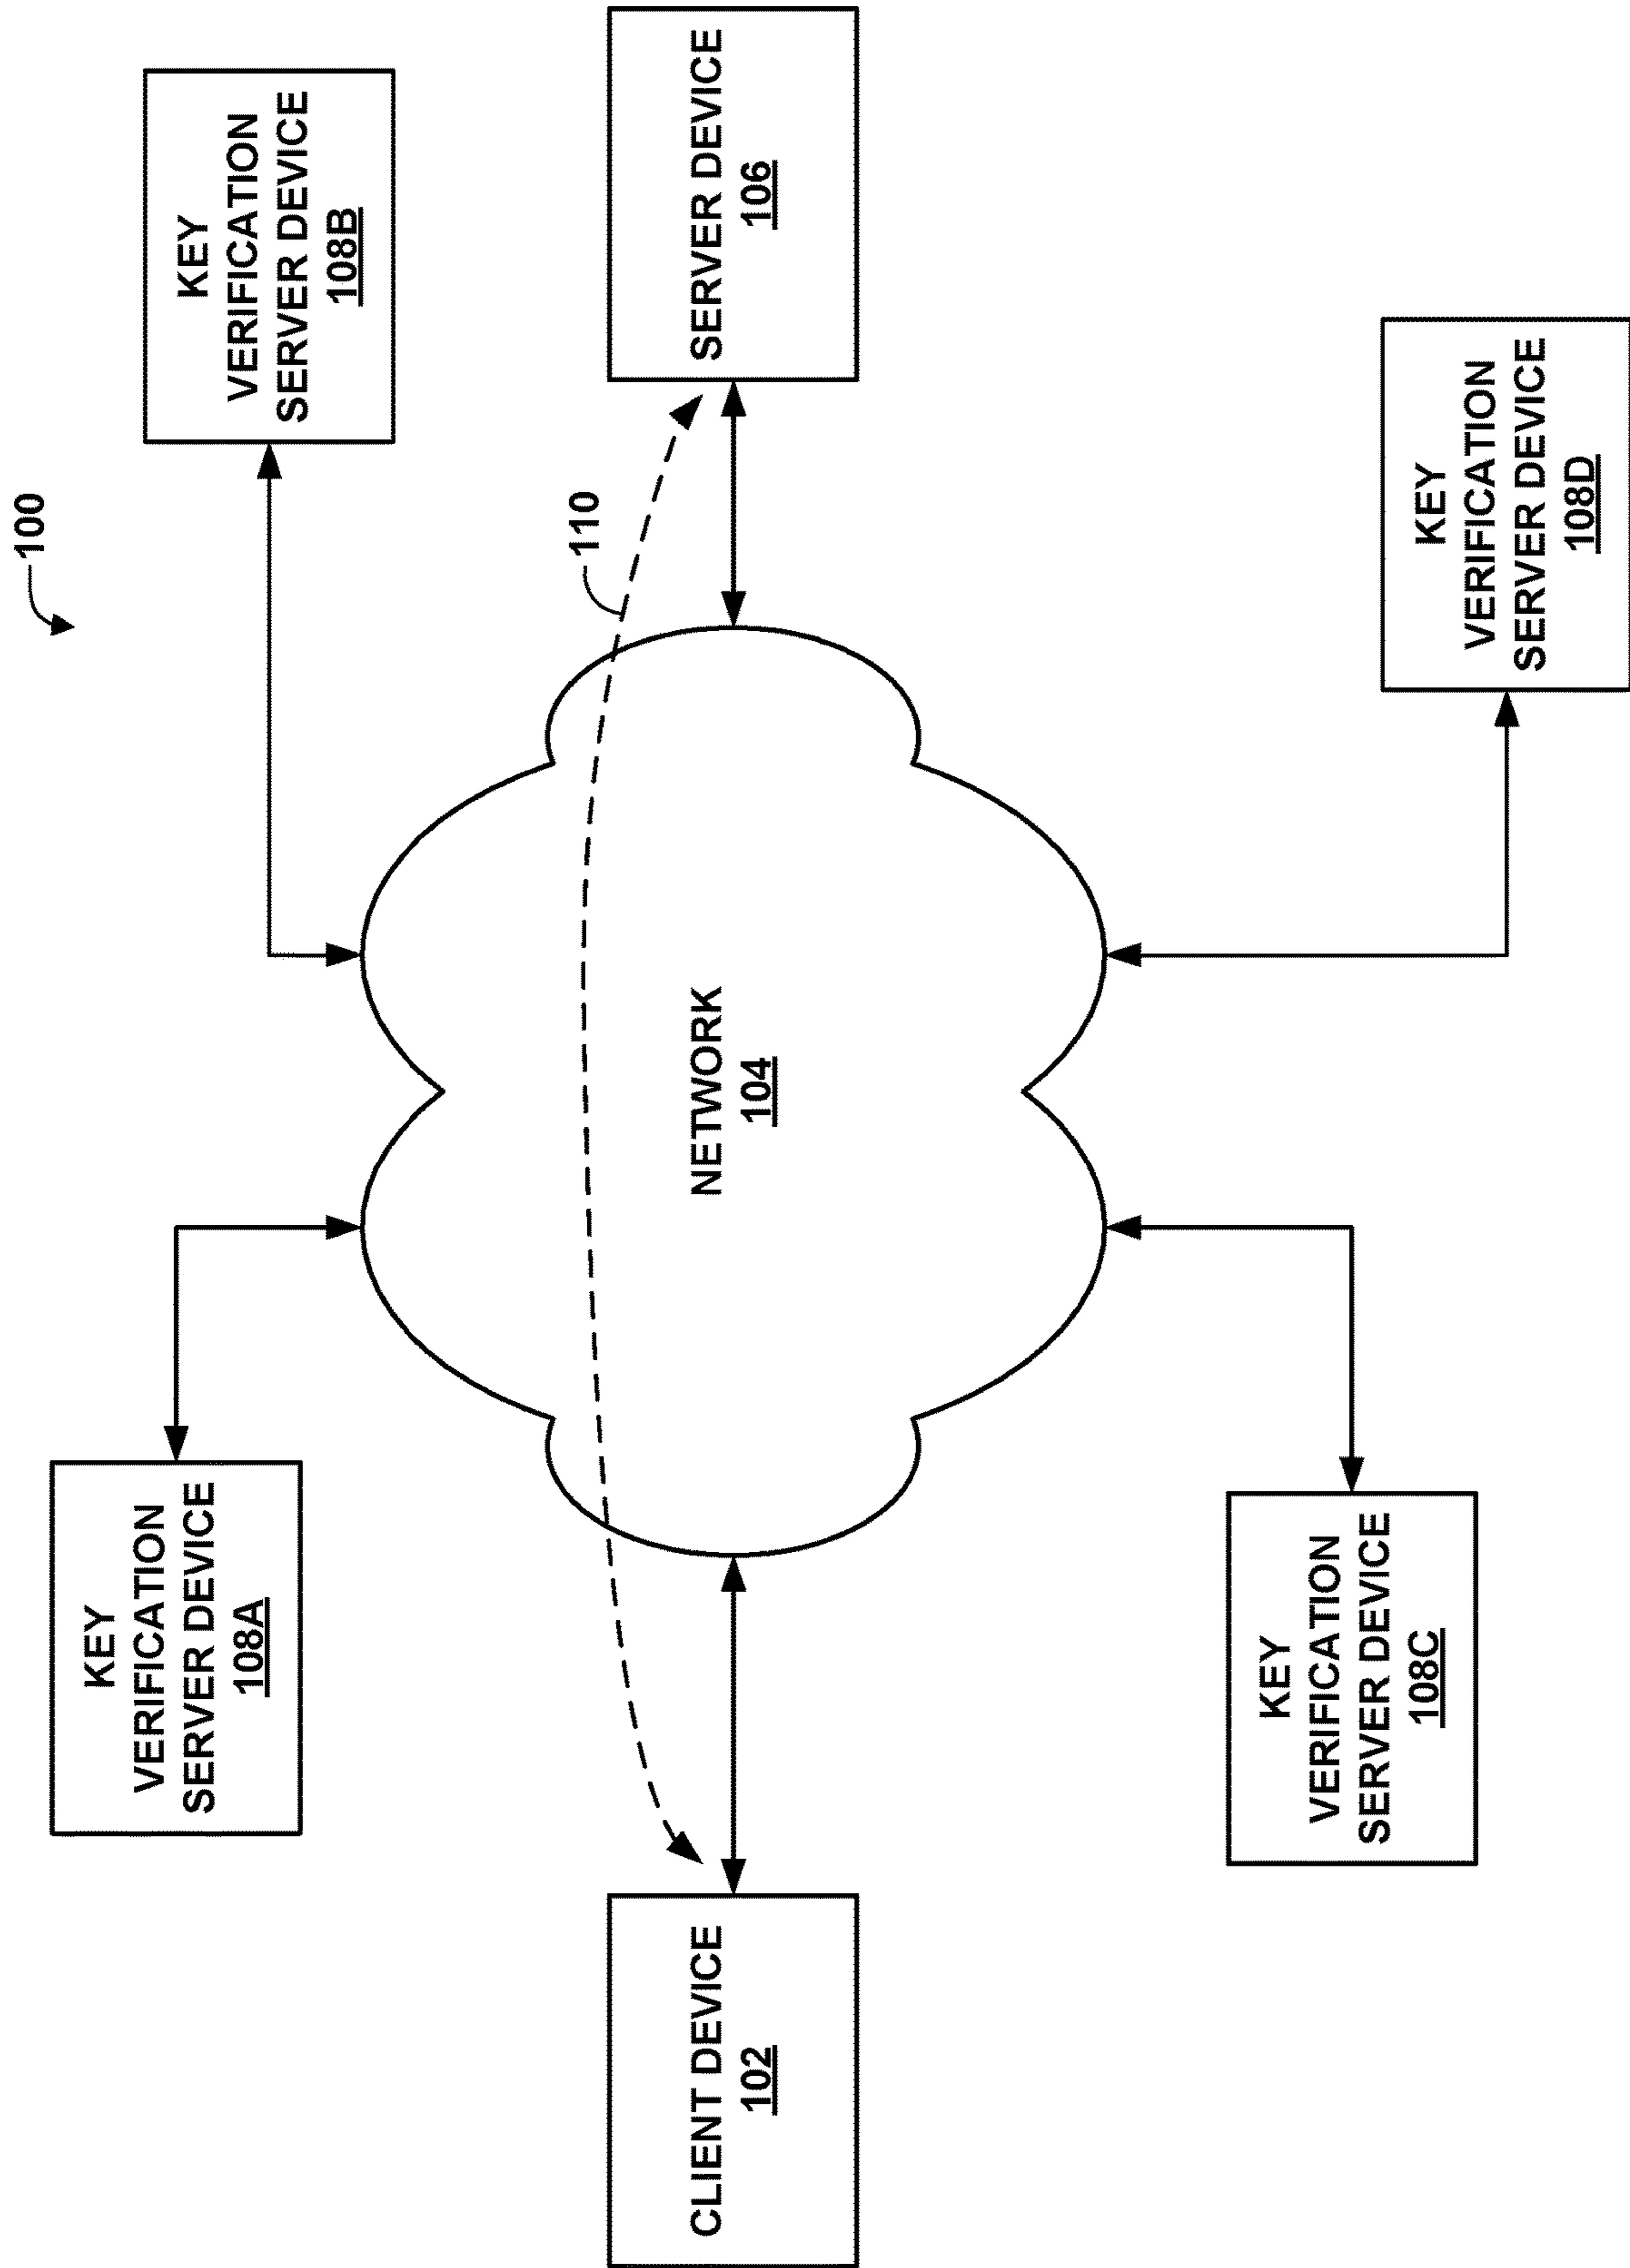 100
KEY
VERIFICATION
SERVER DEVICE
108A
KEY
VERIFICATION
SERVER DEVICE
108B
110
CLIENT DEVICE
102
NETWORK
104
SERVER DEVICE
106
KEY
VERIFICATION
SERVER DEVICE
108C
KEY
VERIFICATION
SERVER DEVICE
108D